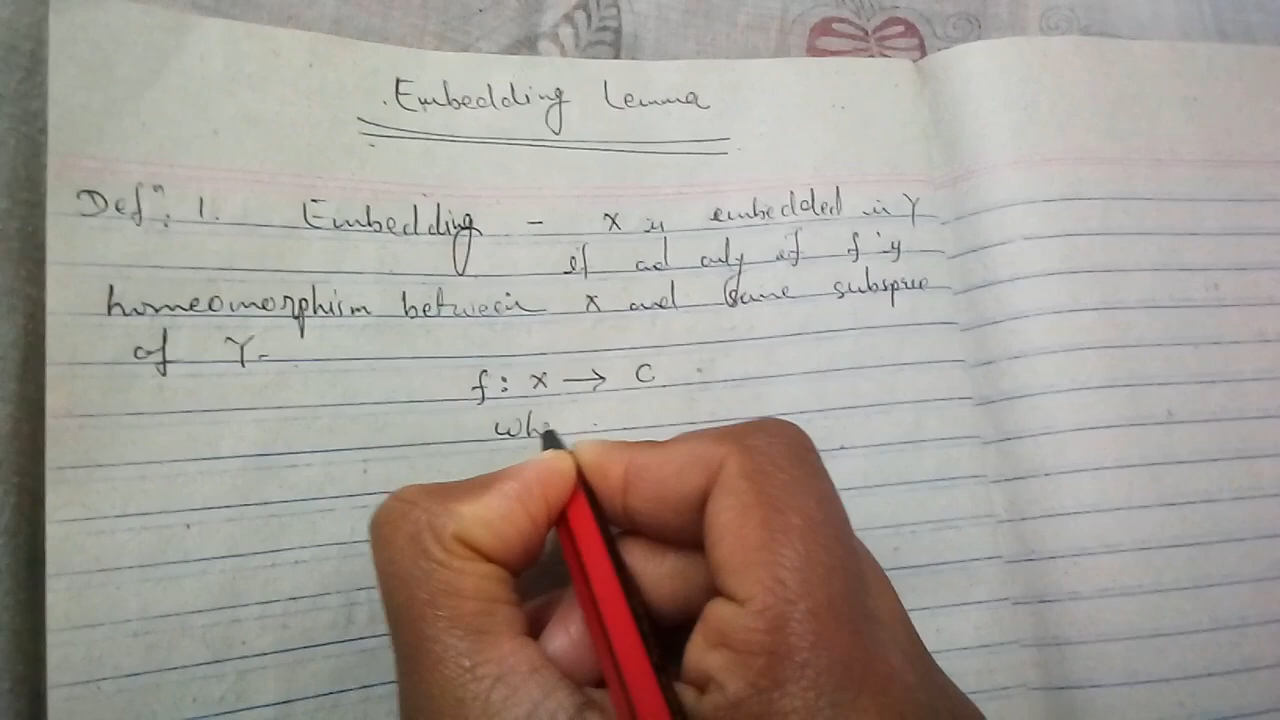 Embedding Lemma
Defⁿ: 1. Embedding - X is embedded in Y
if and only if f is
homeomorphism between X and some subspace
of Y.
f: X → C
Whe